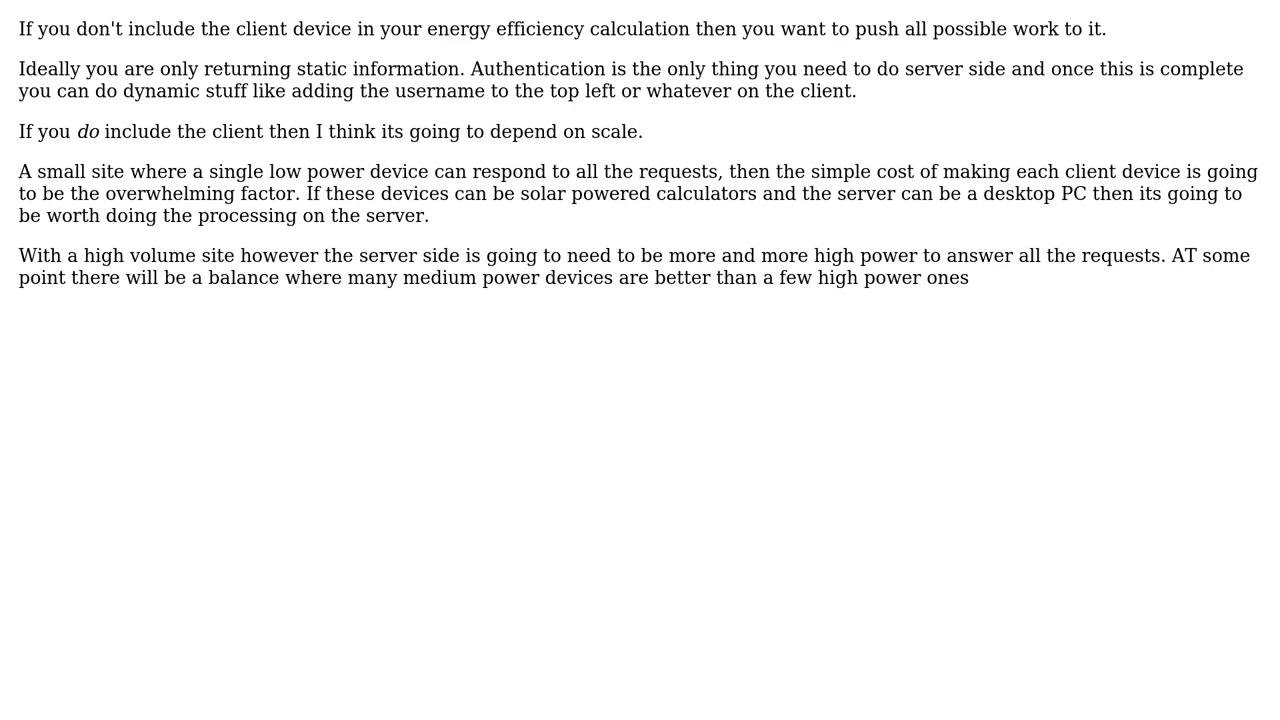 If you don't include the client device in your energy efficiency calculation then you want to push all possible work to it.
Ideally you are only returning static information. Authentication is the only thing you need to do server side and once this is complete
you can do dynamic stuff like adding the username to the top left or whatever on the client.
If you do include the client then I think its going to depend on scale.
A small site where a single low power device can respond to all the requests, then the simple cost of making each client device is going
to be the overwhelming factor. If these devices can be solar powered calculators and the server can be a desktop PC then its going to
be worth doing the processing on the server.
With a high volume site however the server side is going to need to be more and more high power to answer all the requests. AT some
point there will be a balance where many medium power devices are better than a few high power ones